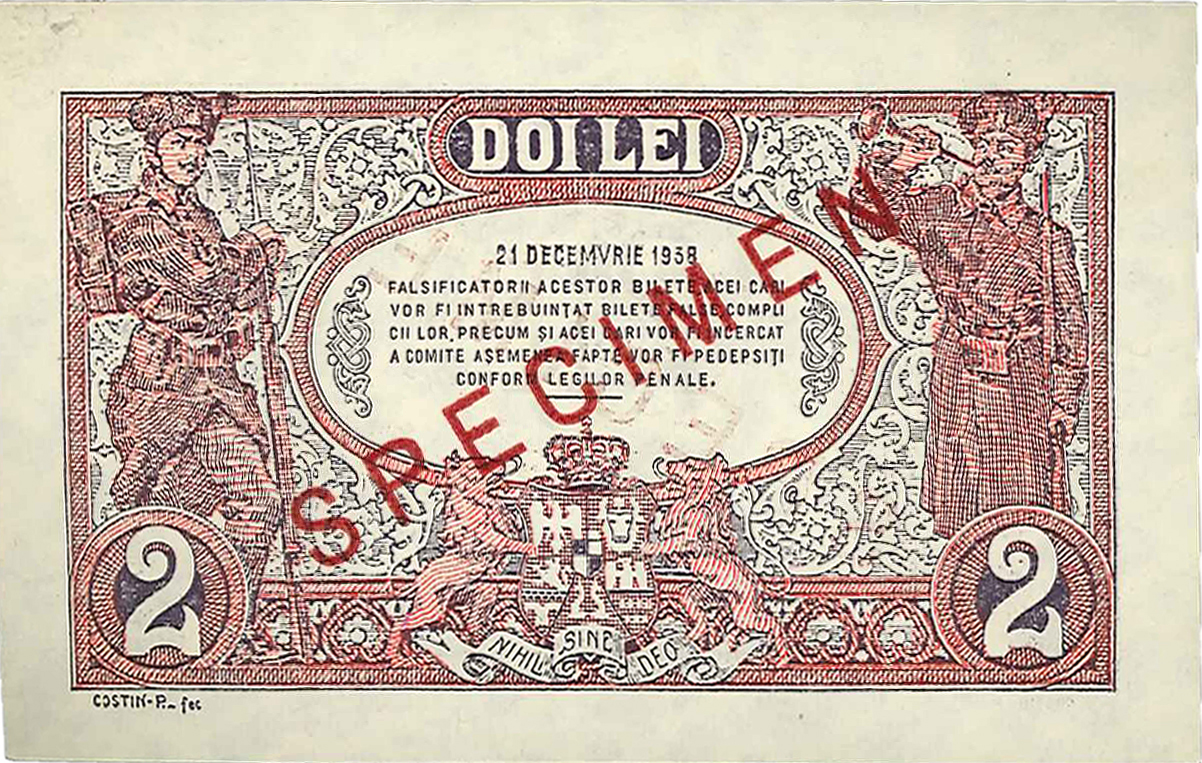 DOI LEI
21 DECEMVRIE 1938
FALSIFICATORII ACESTOR BILETE, ACEI CARI
VOR FI INTREBUINȚAT BILETE FALSE, COMPLI
CII LOR, PRECUM ȘI ACEI CARI VOR FI INCERCAT
A COMITE AȘEMENEA FAPTE, VOR FI PEDEPSIȚI
CONFORM LEGILOR PENALE.
SPECIMEN
2 2
NIHIL SINE DEO
COSTIN-P.- fec